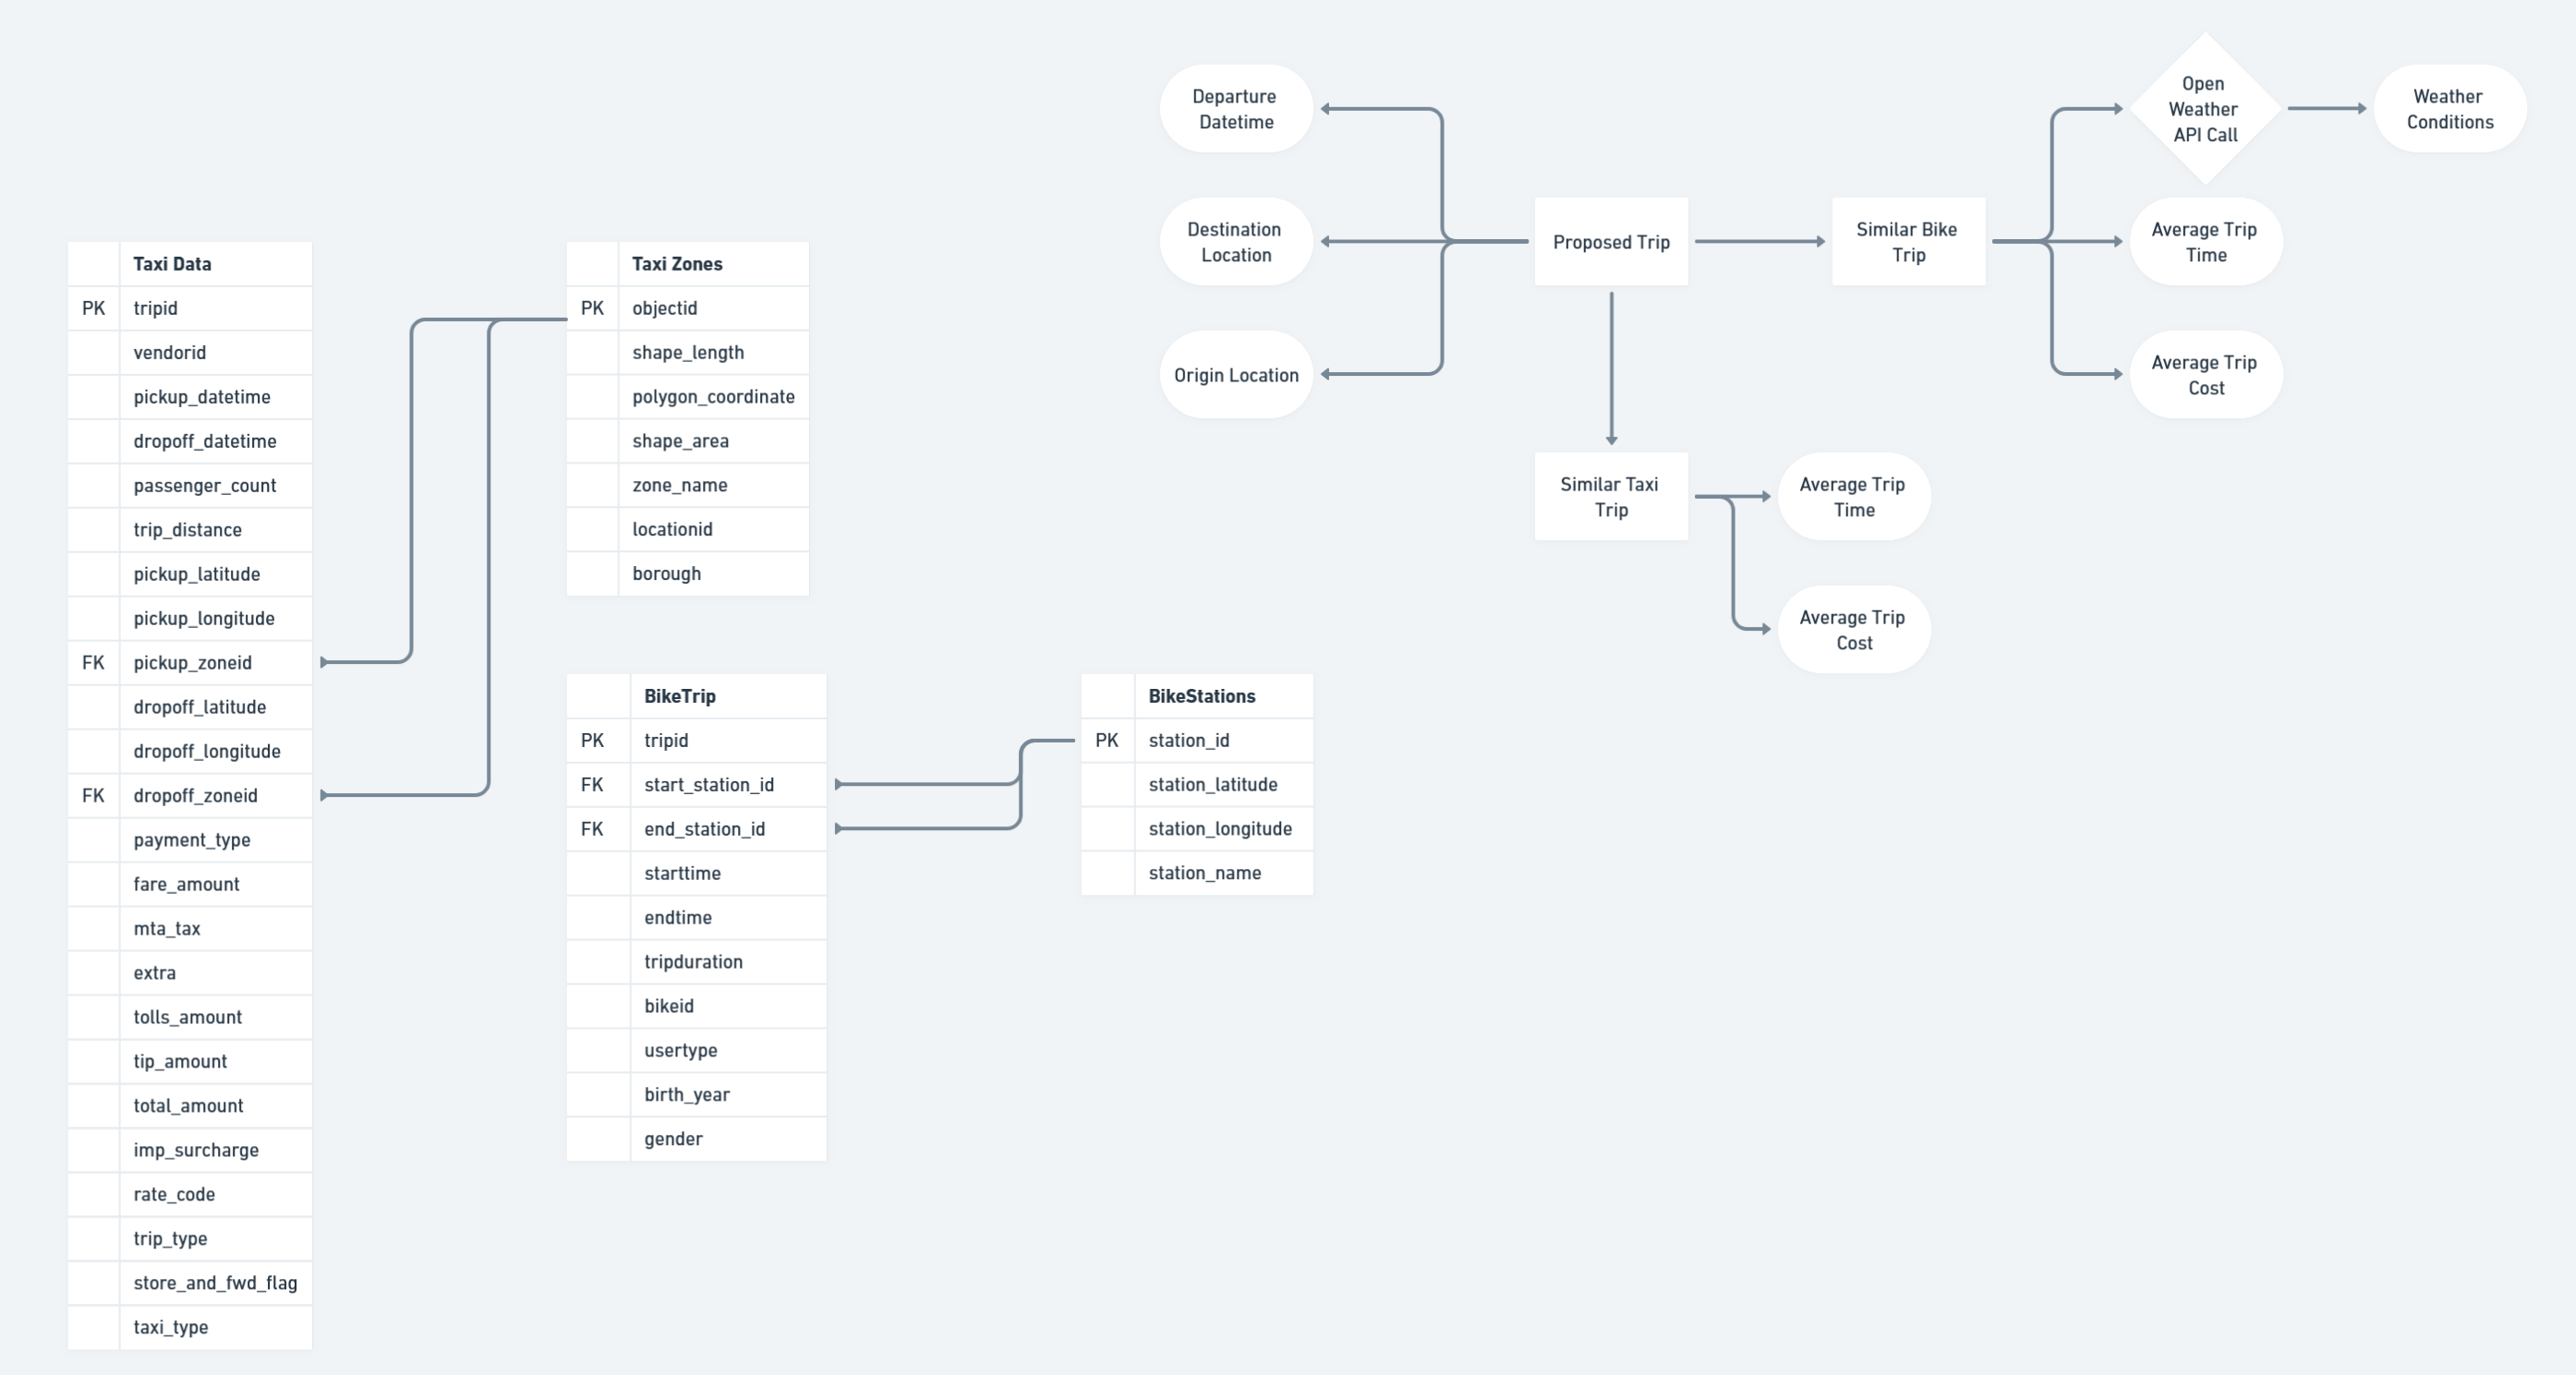 Taxi Data
PK tripid
vendorid
pickup_datetime
dropoff_datetime
passenger_count
trip_distance
pickup_latitude
pickup_longitude
FK pickup_zoneid
dropoff_latitude
dropoff_longitude
FK dropoff_zoneid
payment_type
fare_amount
mta_tax
extra
tolls_amount
tip_amount
total_amount
imp_surcharge
rate_code
trip_type
store_and_fwd_flag
taxi_type
Taxi Zones
PK objectid
shape_length
polygon_coordinate
shape_area
zone_name
locationid
borough
BikeTrip
PK tripid
FK start_station_id
FK end_station_id
starttime
endtime
tripduration
bikeid
usertype
birth_year
gender
BikeStations
PK station_id
station_latitude
station_longitude
station_name
Departure
Datetime
Destination
Location
Origin Location
Proposed Trip
Similar Bike
Trip
Open
Weather
API Call
Weather
Conditions
Average Trip
Time
Average Trip
Cost
Similar Taxi
Trip
Average Trip
Time
Average Trip
Cost